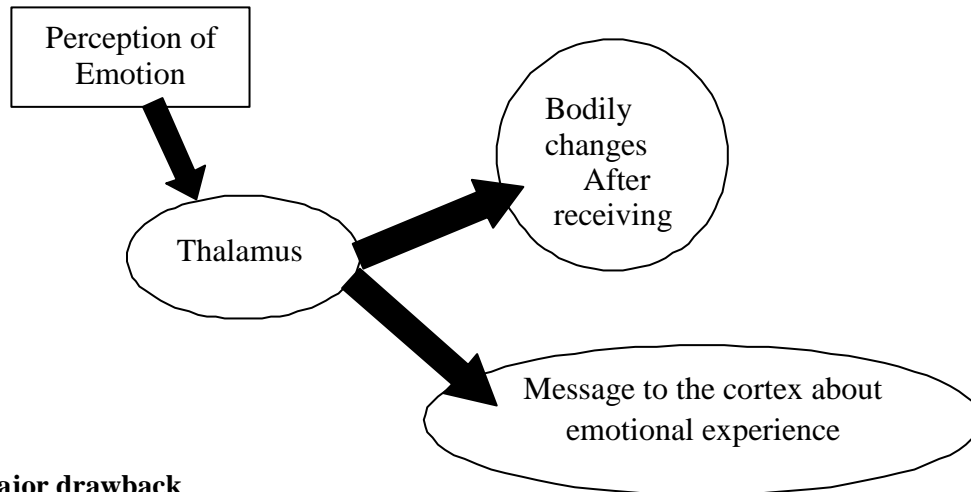 Perception of
Emotion
Bodily
changes
After
receiving
Thalamus
Message to the cortex about
emotional experience
ajor drawback